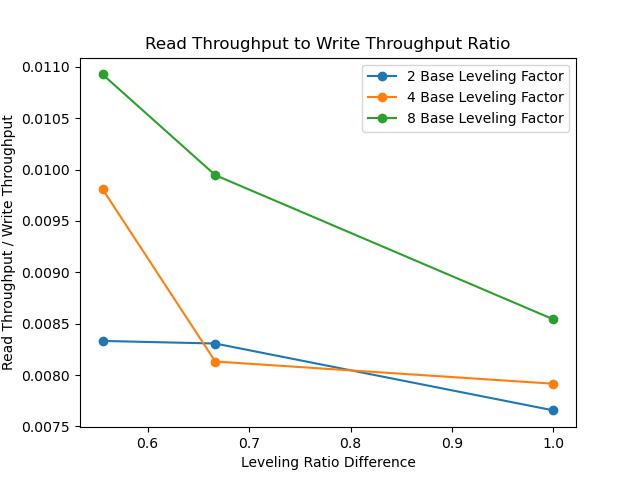 Read Throughput to Write Throughput Ratio
0.0110
0.0105
0.0100
0.0095
0.0090
0.0085
0.0080
0.0075
Read Throughput / Write Throughput
2 Base Leveling Factor
4 Base Leveling Factor
8 Base Leveling Factor
0.6 0.7 0.8 0.9 1.0
Leveling Ratio Difference